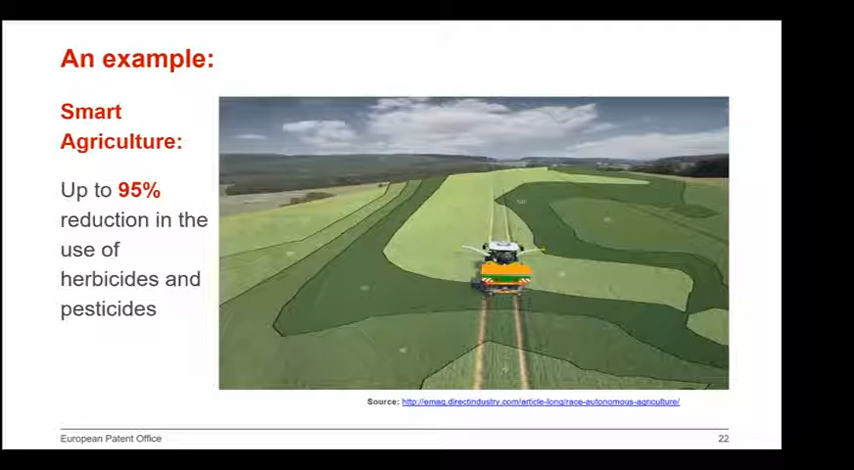 An example:
Smart
Agriculture:
Up to 95%
reduction in the
use of
herbicides and
pesticides
Source: http://emag.directindustry.com/article-long/race-autonomous-agriculture/
European Patent Office
22